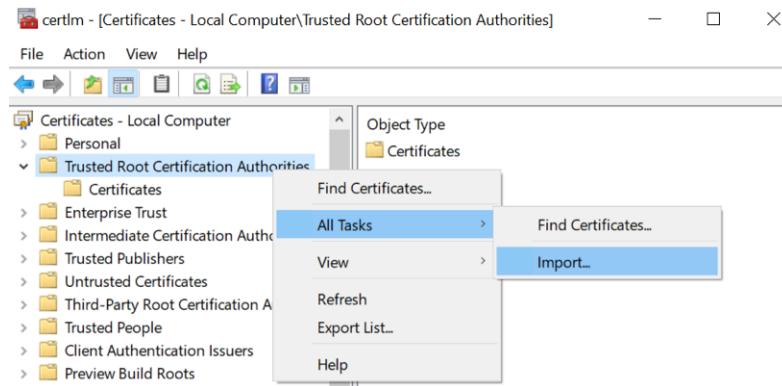 certlm - [Certificates - Local Computer\Trusted Root Certification Authorities]
File Action View Help
Certificates - Local Computer
Personal
Trusted Root Certification Authorities
Certificates
Enterprise Trust
Intermediate Certification Autho
Trusted Publishers
Untrusted Certificates
Third-Party Root Certification A
Trusted People
Client Authentication Issuers
Preview Build Roots
Object Type
Certificates
Find Certificates...
All Tasks
View
Refresh
Export List...
Help
Find Certificates...
Import...